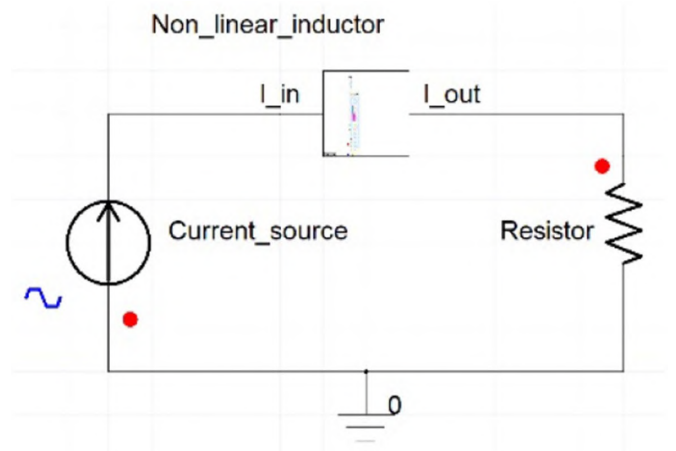 Non_linear_inductor
I_in
I_out
Current_source
Resistor
0